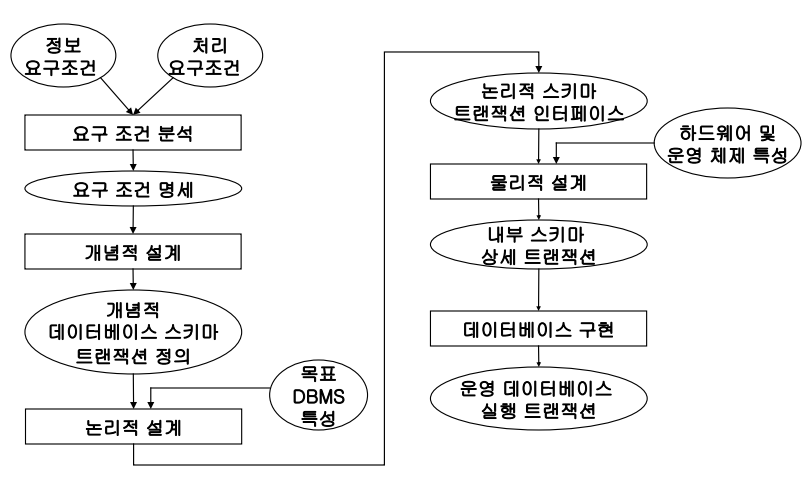 정보
요구조건
처리
요구조건
요구 조건 분석
요구 조건 명세
개념적 설계
개념적
데이터베이스 스키마
트랜잭션 정의
목표
DBMS
특성
논리적 설계
논리적 스키마
트랜잭션 인터페이스
하드웨어 및
운영 체제 특성
물리적 설계
내부 스키마
상세 트랜잭션
데이터베이스 구현
운영 데이터베이스
실행 트랜잭션